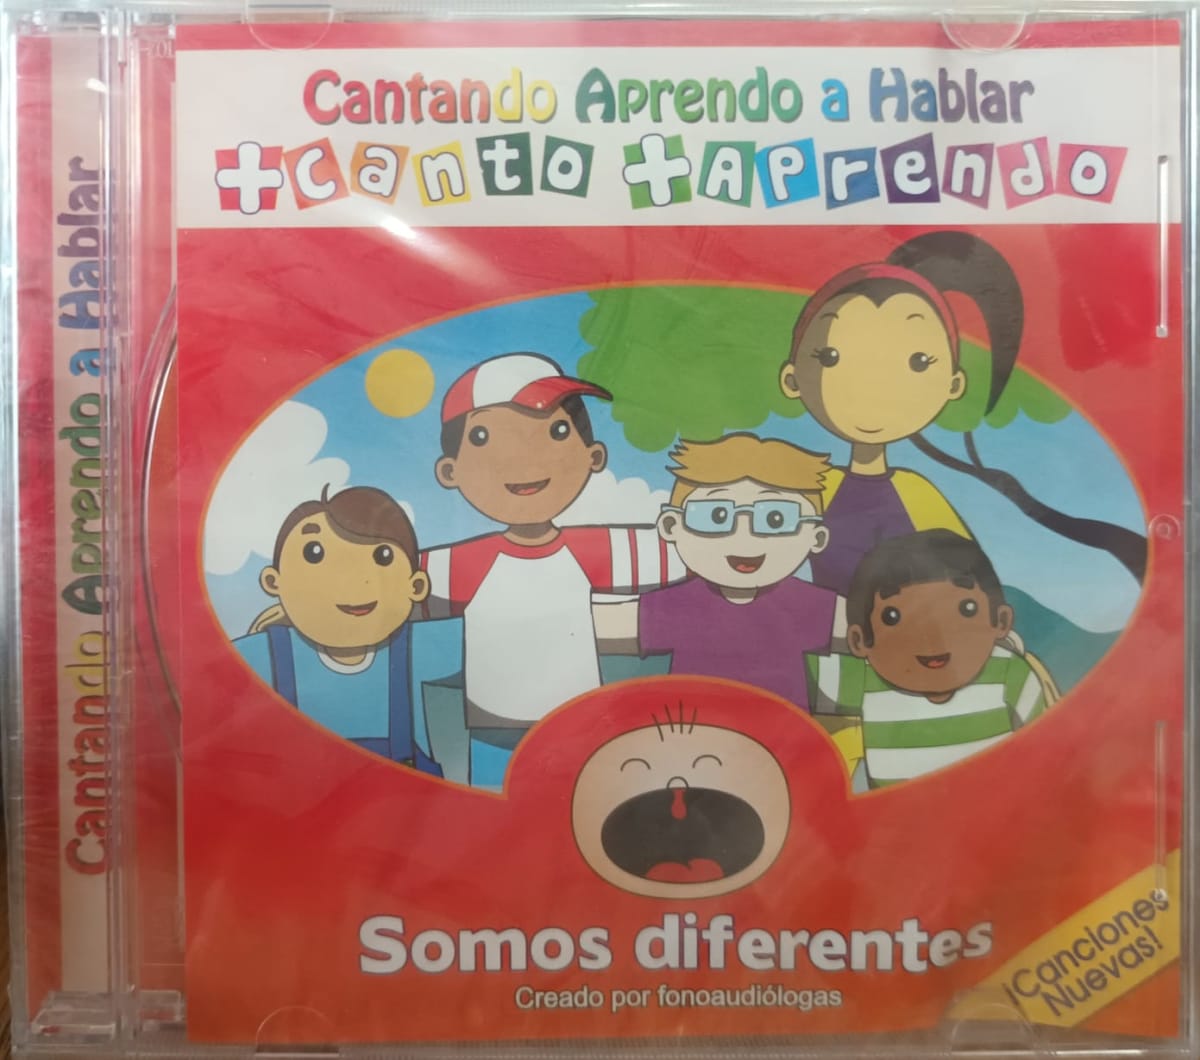 Cantando Aprendo a Hablar
Cantando Aprendo a Hablar
+canto +Aprendo
Somos diferentes
Creado por fonoaudiólogas
¡Canciones
Nuevas!